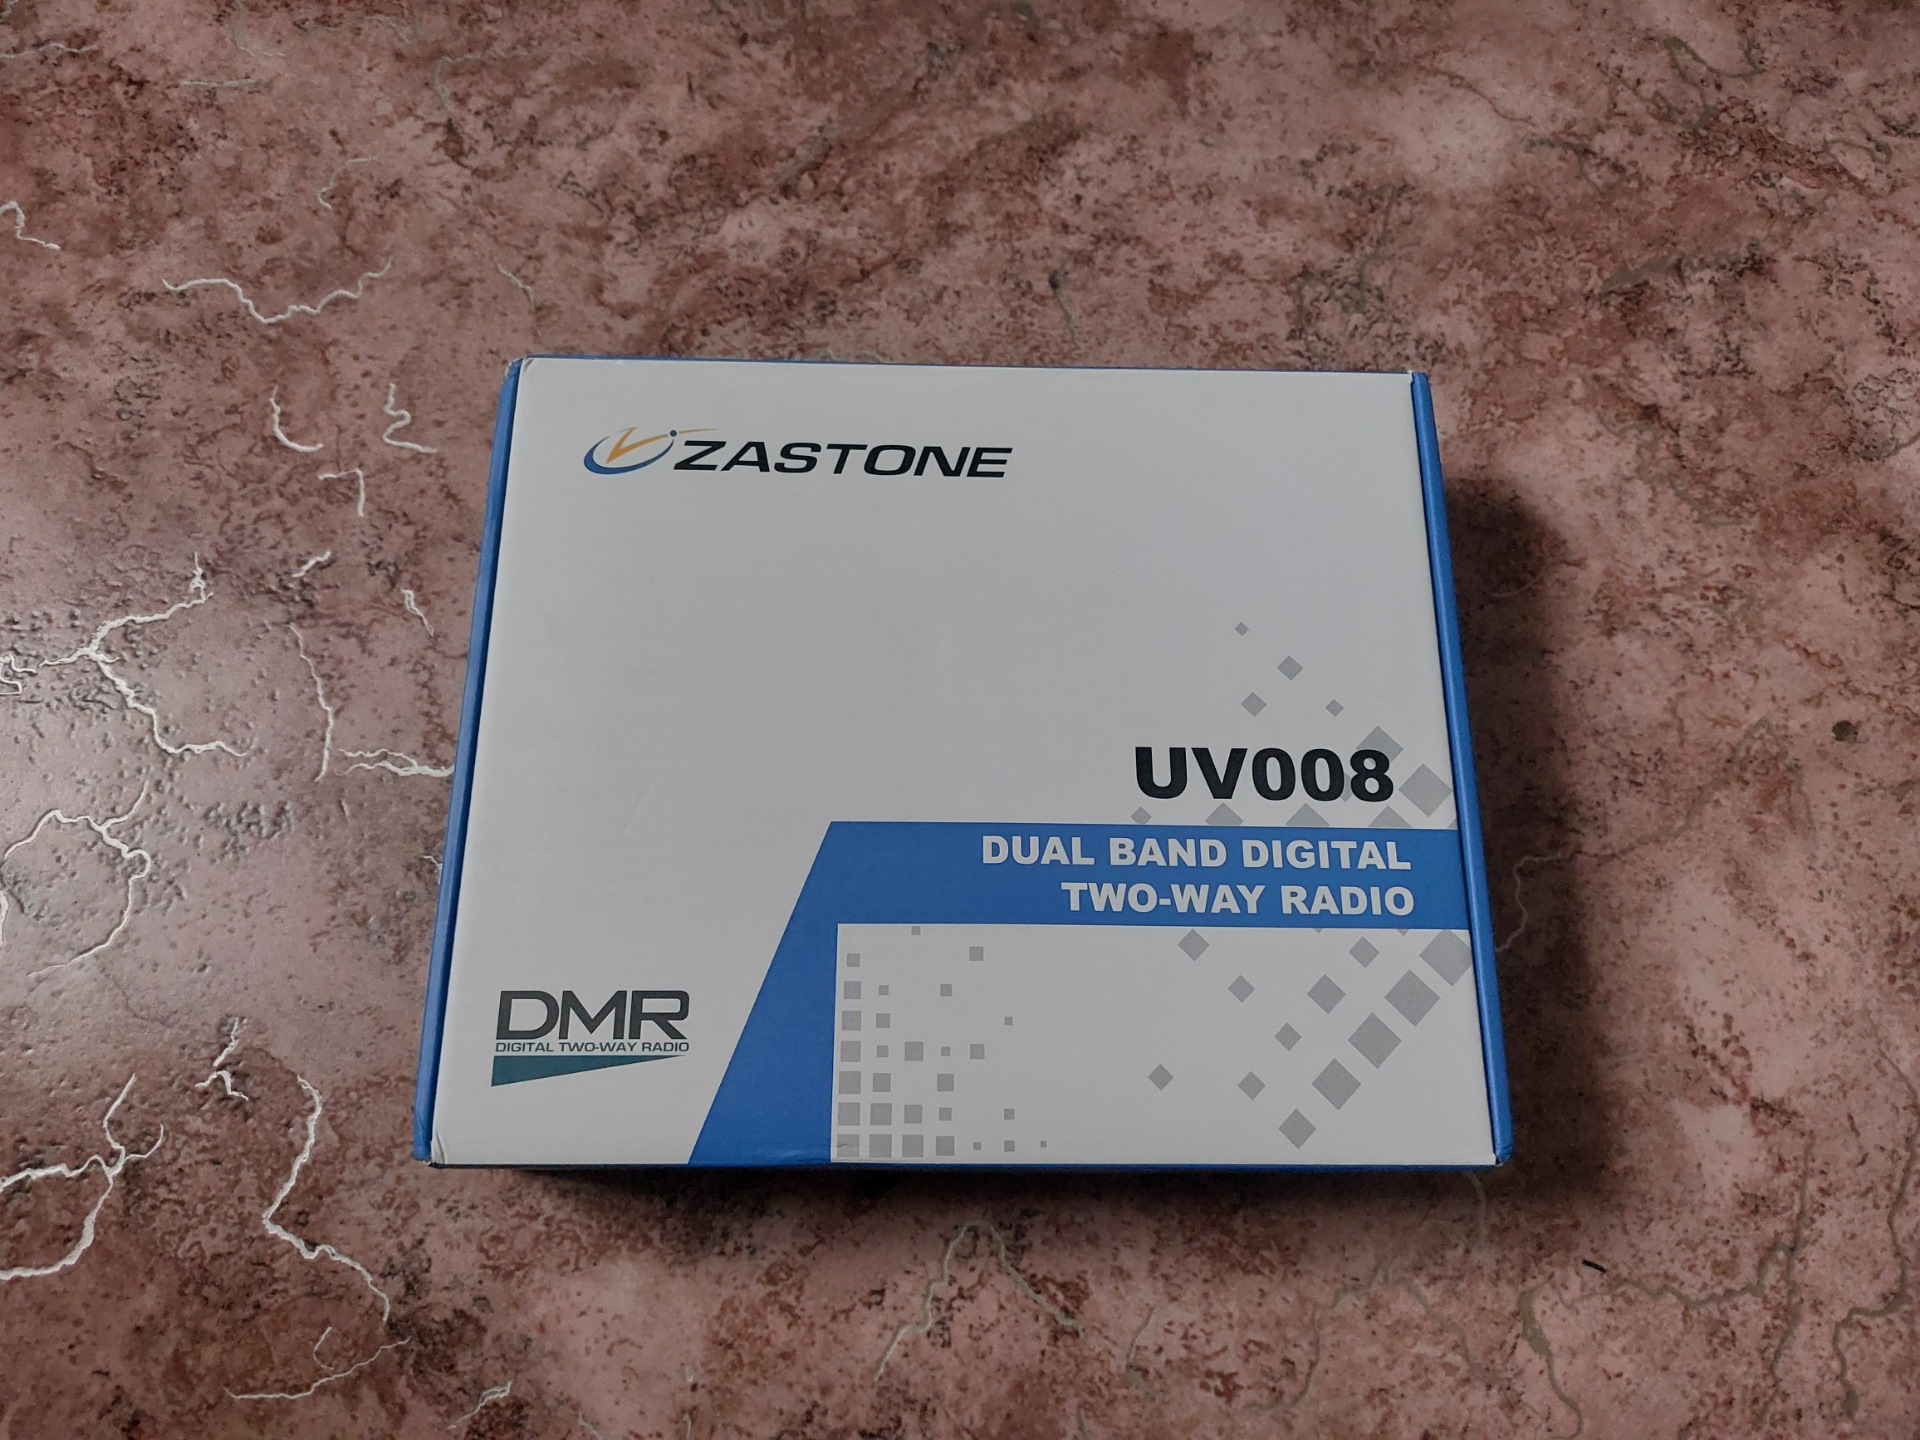 ZASTONE
UV008
DUAL BAND DIGITAL
TWO-WAY RADIO
DMR
DIGITAL TWO-WAY RADIO